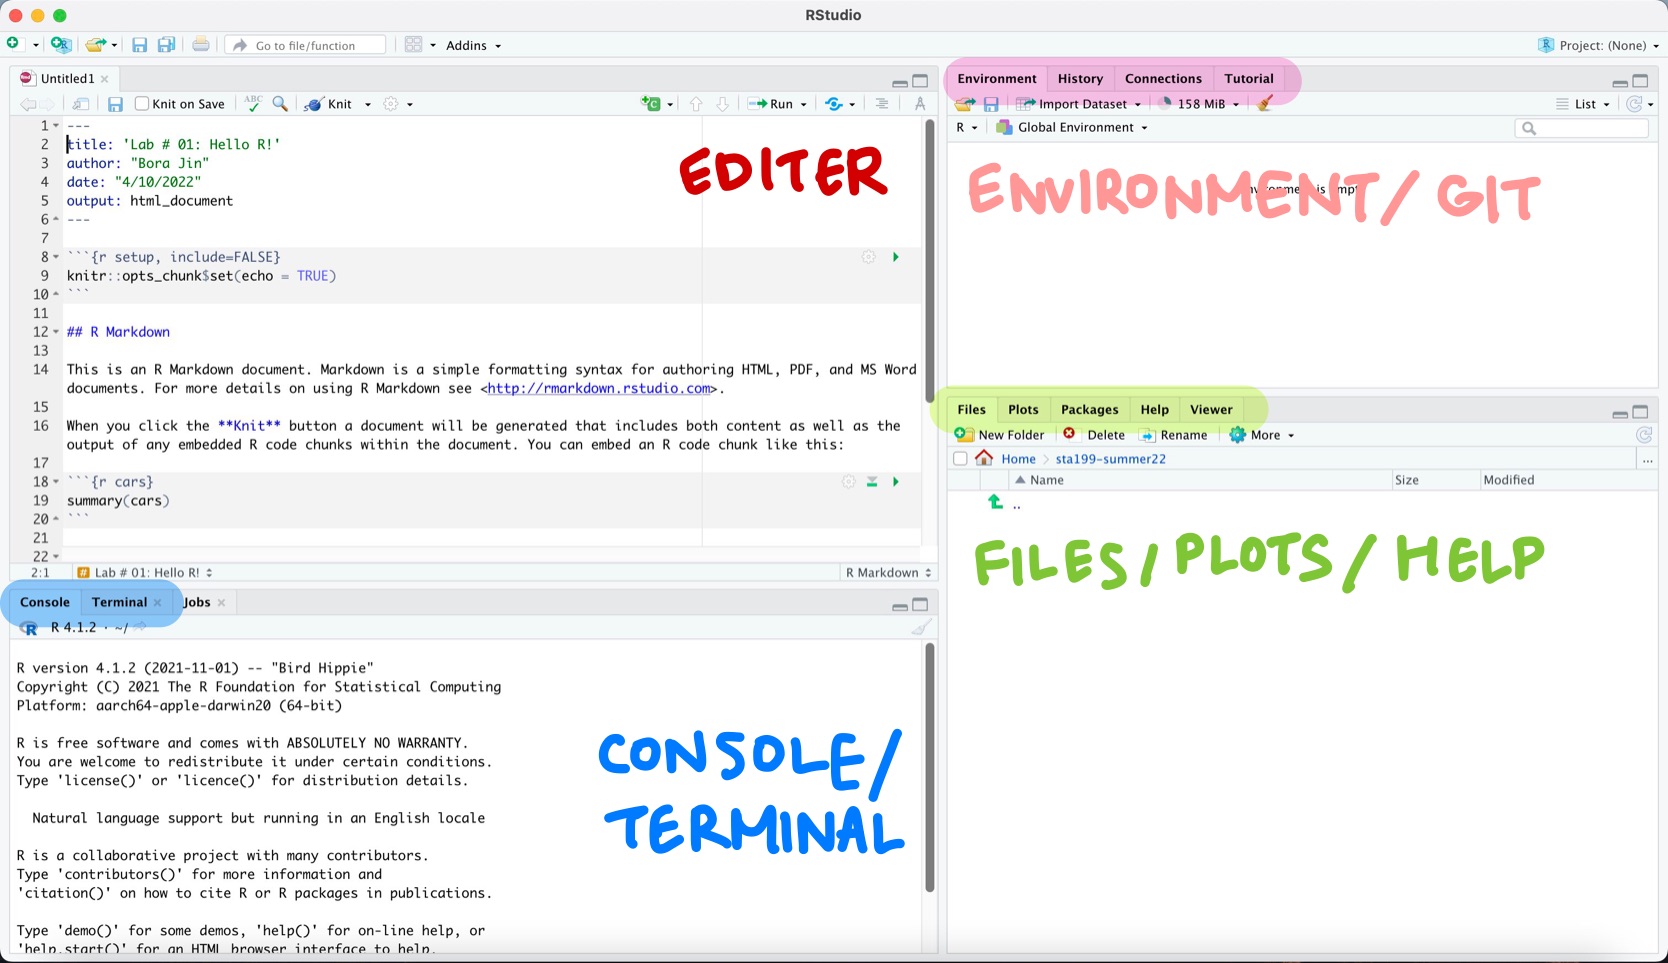 RStudio
Go to file/function
Addins
Project: (None)
Untitled1
Knit on Save
ABC
Knit
Run
1 ---
2 title: 'Lab # 01: Hello R!'
3 author: "Bora Jin"
4 date: "4/10/2022"
5 output: html_document
6 ---
7
8 ```{r setup, include=FALSE}
9 knitr::opts_chunk$set(echo = TRUE)
10 ```
11
12 ## R Markdown
13
14 This is an R Markdown document. Markdown is a simple formatting syntax for authoring HTML, PDF, and MS Word
documents. For more details on using R Markdown see <http://rmarkdown.rstudio.com>.
15
16 When you click the **Knit** button a document will be generated that includes both content as well as the
output of any embedded R code chunks within the document. You can embed an R code chunk like this:
17
18 ```{r cars}
19 summary(cars)
20 ```
21
22
EDITER
2:1 Lab # 01: Hello R! R Markdown
Console Terminal Jobs
R 4.1.2 · ~/
R version 4.1.2 (2021-11-01) -- "Bird Hippie"
Copyright (C) 2021 The R Foundation for Statistical Computing
Platform: aarch64-apple-darwin20 (64-bit)
R is free software and comes with ABSOLUTELY NO WARRANTY.
You are welcome to redistribute it under certain conditions.
Type 'license()' or 'licence()' for distribution details.
Natural language support but running in an English locale
R is a collaborative project with many contributors.
Type 'contributors()' for more information and
'citation()' on how to cite R or R packages in publications.
Type 'demo()' for some demos, 'help()' for on-line help, or
'help.start()' for an HTML browser interface to help.
CONSOLE/
TERMINAL
Environment History Connections Tutorial
Import Dataset 158 MiB List
R Global Environment
ENVIRONMENT/ GIT
Files Plots Packages Help Viewer
New Folder Delete Rename More
Home sta199-summer22 ...
Name Size Modified
..
FILES/ PLOTS/ HELP